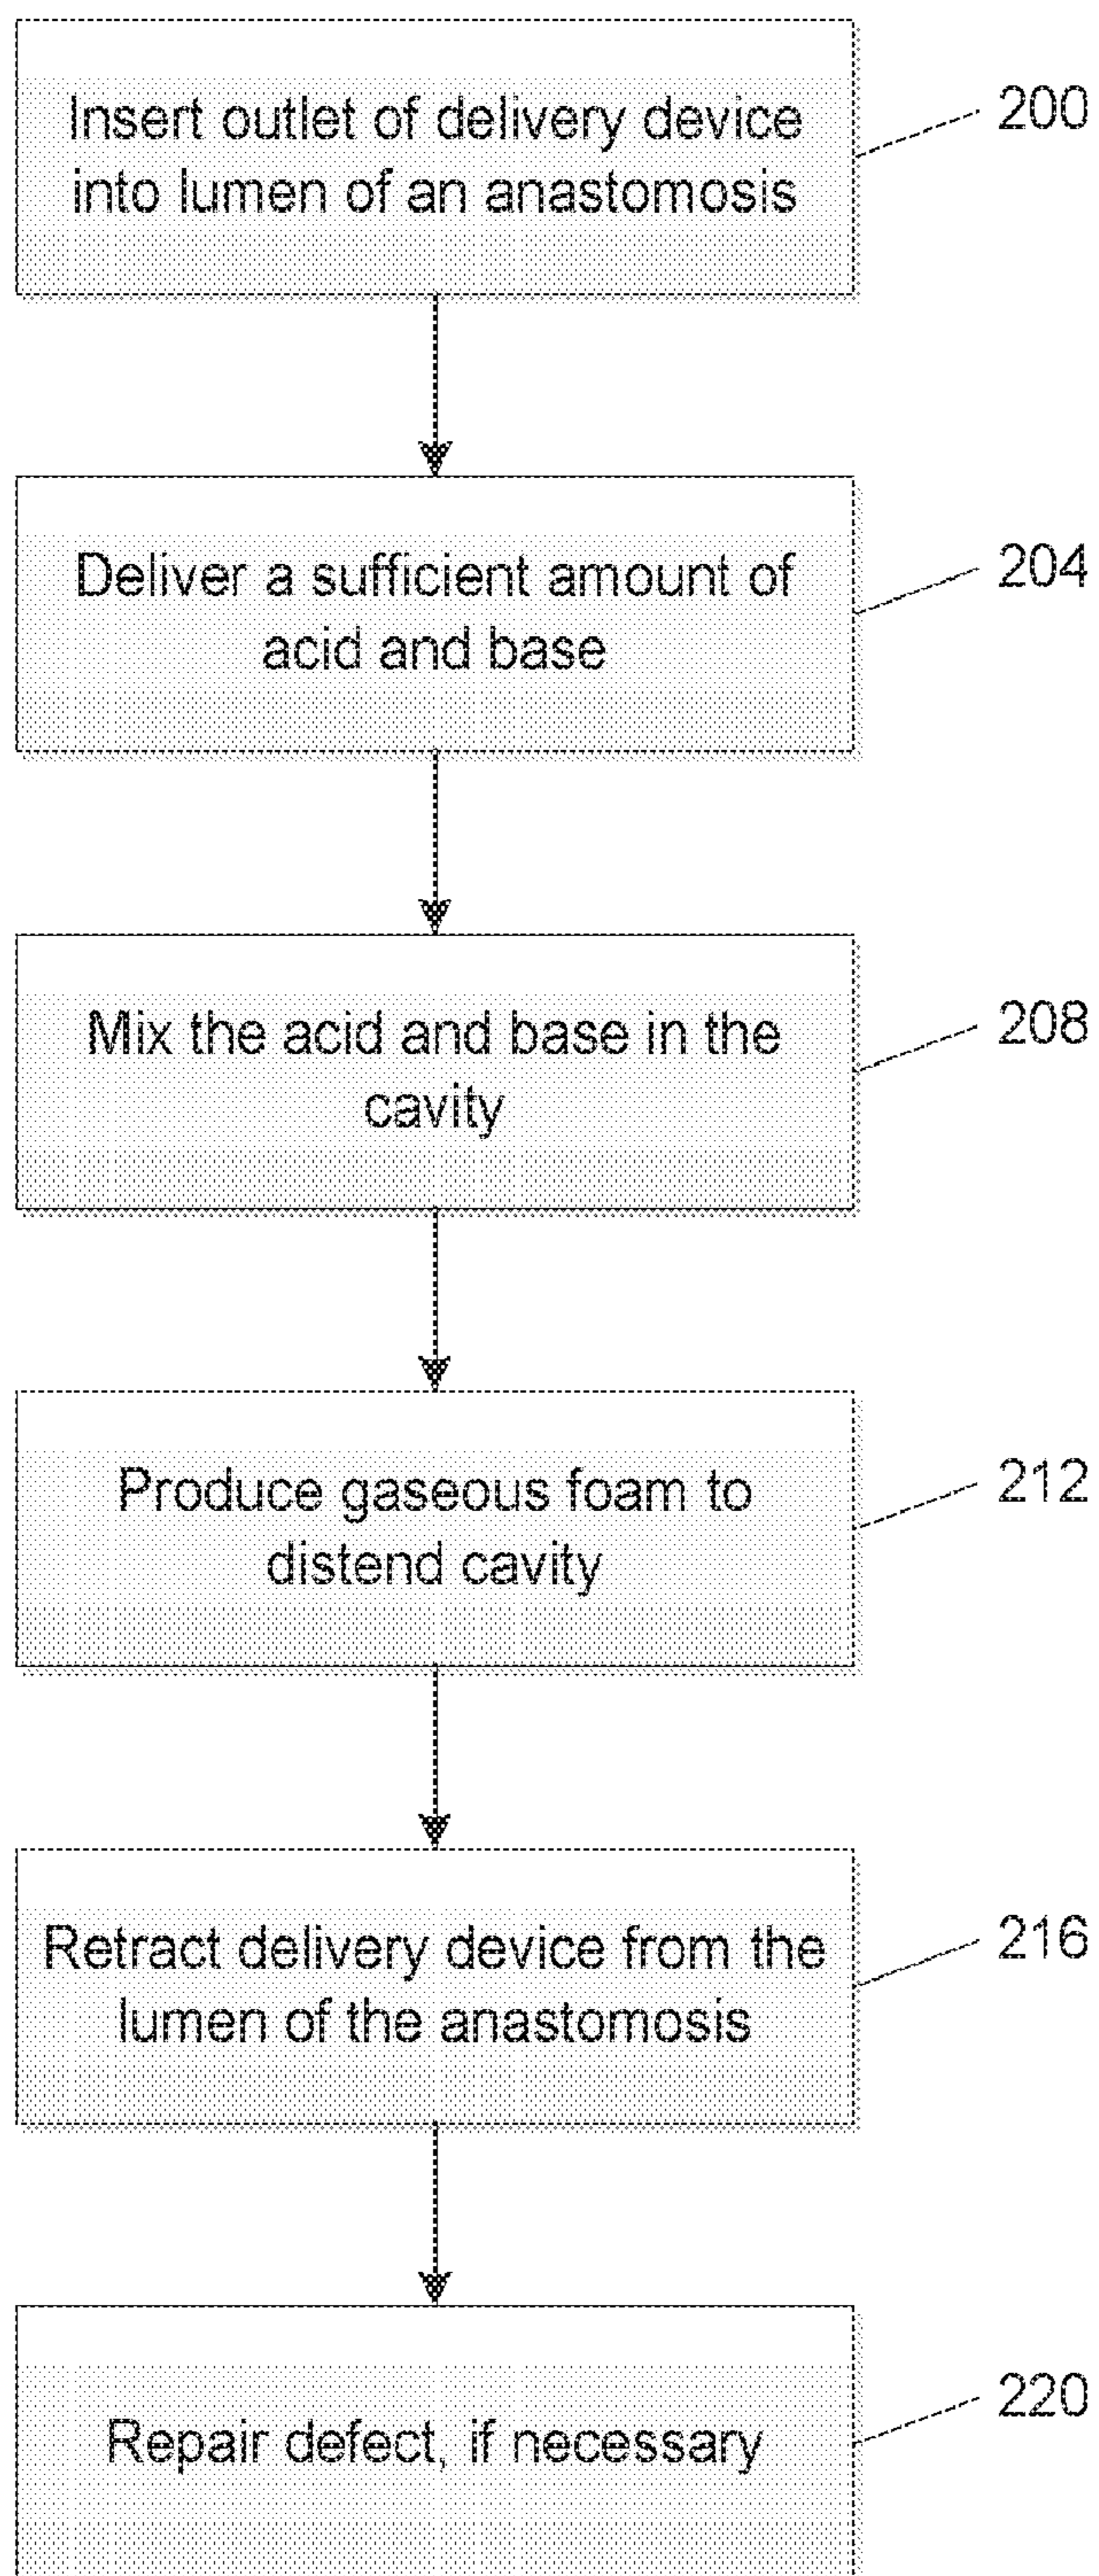 Insert outlet of delivery device
into lumen of an anastomosis
200
Deliver a sufficient amount of
acid and base
204
Mix the acid and base in the
cavity
208
Produce gaseous foam to
distend cavity
212
Retract delivery device from the
lumen of the anastomosis
216
Repair defect, if necessary
220